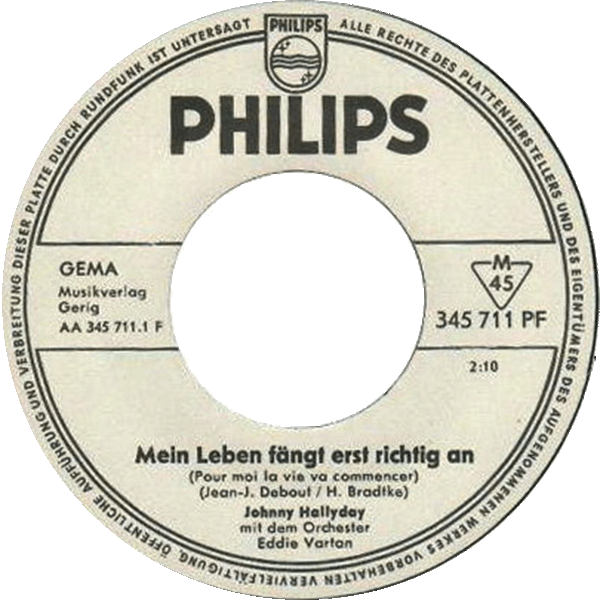 PHILIPS
ALLE RECHTE DES PLATTENHERSTELLERS UND DES EIGENTÜMERS DES AUFGENOMMENEN WERKES VORBEHALTEN VERVIELFÄLTIGUNG, ÖFFENTLICHE AUFFÜHRUNG UND VERBREITUNG DIESER PLATTE DURCH RUNDFUNK IST UNTERSAGT
PHILIPS
GEMA
Musikverlag
Gerig
AA 345 711.1 F
M
45
345 711 PF
2:10
Mein Leben fängt erst richtig an
(Pour moi la vie va commencer)
(Jean-J. Debout / H. Bradtke)
Johnny Hallyday
mit dem Orchester
Eddie Vartan